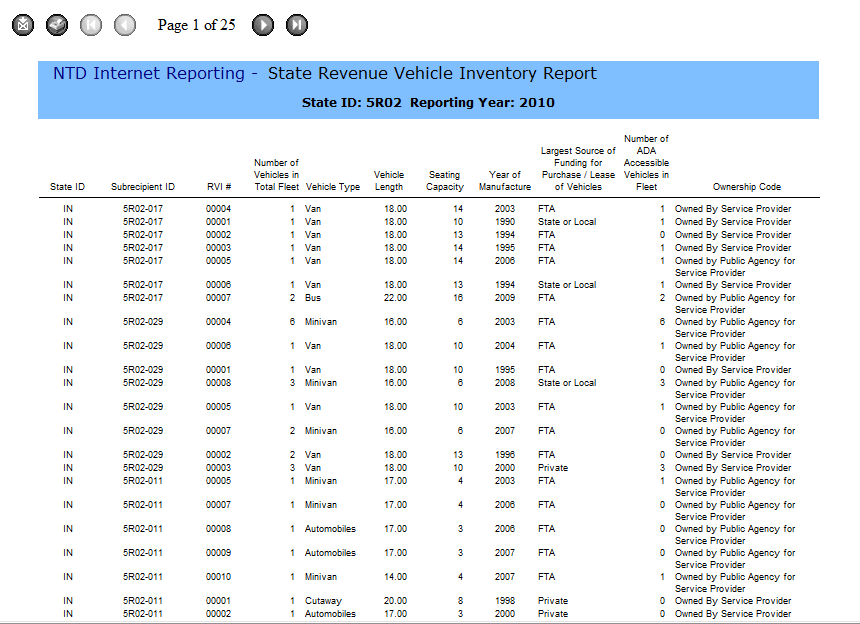 Page 1 of 25
NTD Internet Reporting - State Revenue Vehicle Inventory Report
State ID: 5R02 Reporting Year: 2010
Number of
Largest Source of ADA
Number of Funding for Accessible
Vehicles in Vehicle Seating Year of Purchase / Lease Vehicles in
State ID Subrecipient ID RVI # Total Fleet Vehicle Type Length Capacity Manufacture of Vehicles Fleet Ownership Code
IN 5R02-017 00004 1 Van 18.00 14 2003 FTA 1 Owned By Service Provider
IN 5R02-017 00001 1 Van 18.00 10 1990 State or Local 1 Owned By Service Provider
IN 5R02-017 00002 1 Van 18.00 13 1994 FTA 0 Owned By Service Provider
IN 5R02-017 00003 1 Van 18.00 14 1995 FTA 1 Owned By Service Provider
IN 5R02-017 00005 1 Van 18.00 14 2006 FTA 1 Owned by Public Agency for
Service Provider
IN 5R02-017 00006 1 Van 18.00 13 1994 State or Local 1 Owned By Service Provider
IN 5R02-017 00007 2 Bus 22.00 16 2009 FTA 2 Owned by Public Agency for
Service Provider
IN 5R02-029 00004 6 Minivan 16.00 6 2003 FTA 6 Owned by Public Agency for
Service Provider
IN 5R02-029 00006 1 Van 18.00 10 2004 FTA 1 Owned by Public Agency for
Service Provider
IN 5R02-029 00001 1 Van 18.00 10 1995 FTA 0 Owned By Service Provider
IN 5R02-029 00008 3 Minivan 16.00 6 2008 State or Local 3 Owned by Public Agency for
Service Provider
IN 5R02-029 00005 1 Van 18.00 10 2003 FTA 1 Owned by Public Agency for
Service Provider
IN 5R02-029 00007 2 Minivan 16.00 6 2007 FTA 0 Owned by Public Agency for
Service Provider
IN 5R02-029 00002 2 Van 18.00 13 1996 FTA 0 Owned By Service Provider
IN 5R02-029 00003 3 Van 18.00 10 2000 Private 3 Owned By Service Provider
IN 5R02-011 00005 1 Minivan 17.00 4 2003 FTA 1 Owned by Public Agency for
Service Provider
IN 5R02-011 00007 1 Minivan 17.00 4 2006 FTA 0 Owned by Public Agency for
Service Provider
IN 5R02-011 00008 1 Automobiles 17.00 3 2006 FTA 0 Owned by Public Agency for
Service Provider
IN 5R02-011 00009 1 Automobiles 17.00 3 2007 FTA 0 Owned by Public Agency for
Service Provider
IN 5R02-011 00010 1 Minivan 14.00 4 2007 FTA 1 Owned by Public Agency for
Service Provider
IN 5R02-011 00001 1 Cutaway 20.00 8 1998 Private 0 Owned By Service Provider
IN 5R02-011 00002 1 Automobiles 17.00 3 2000 Private 0 Owned By Service Provider